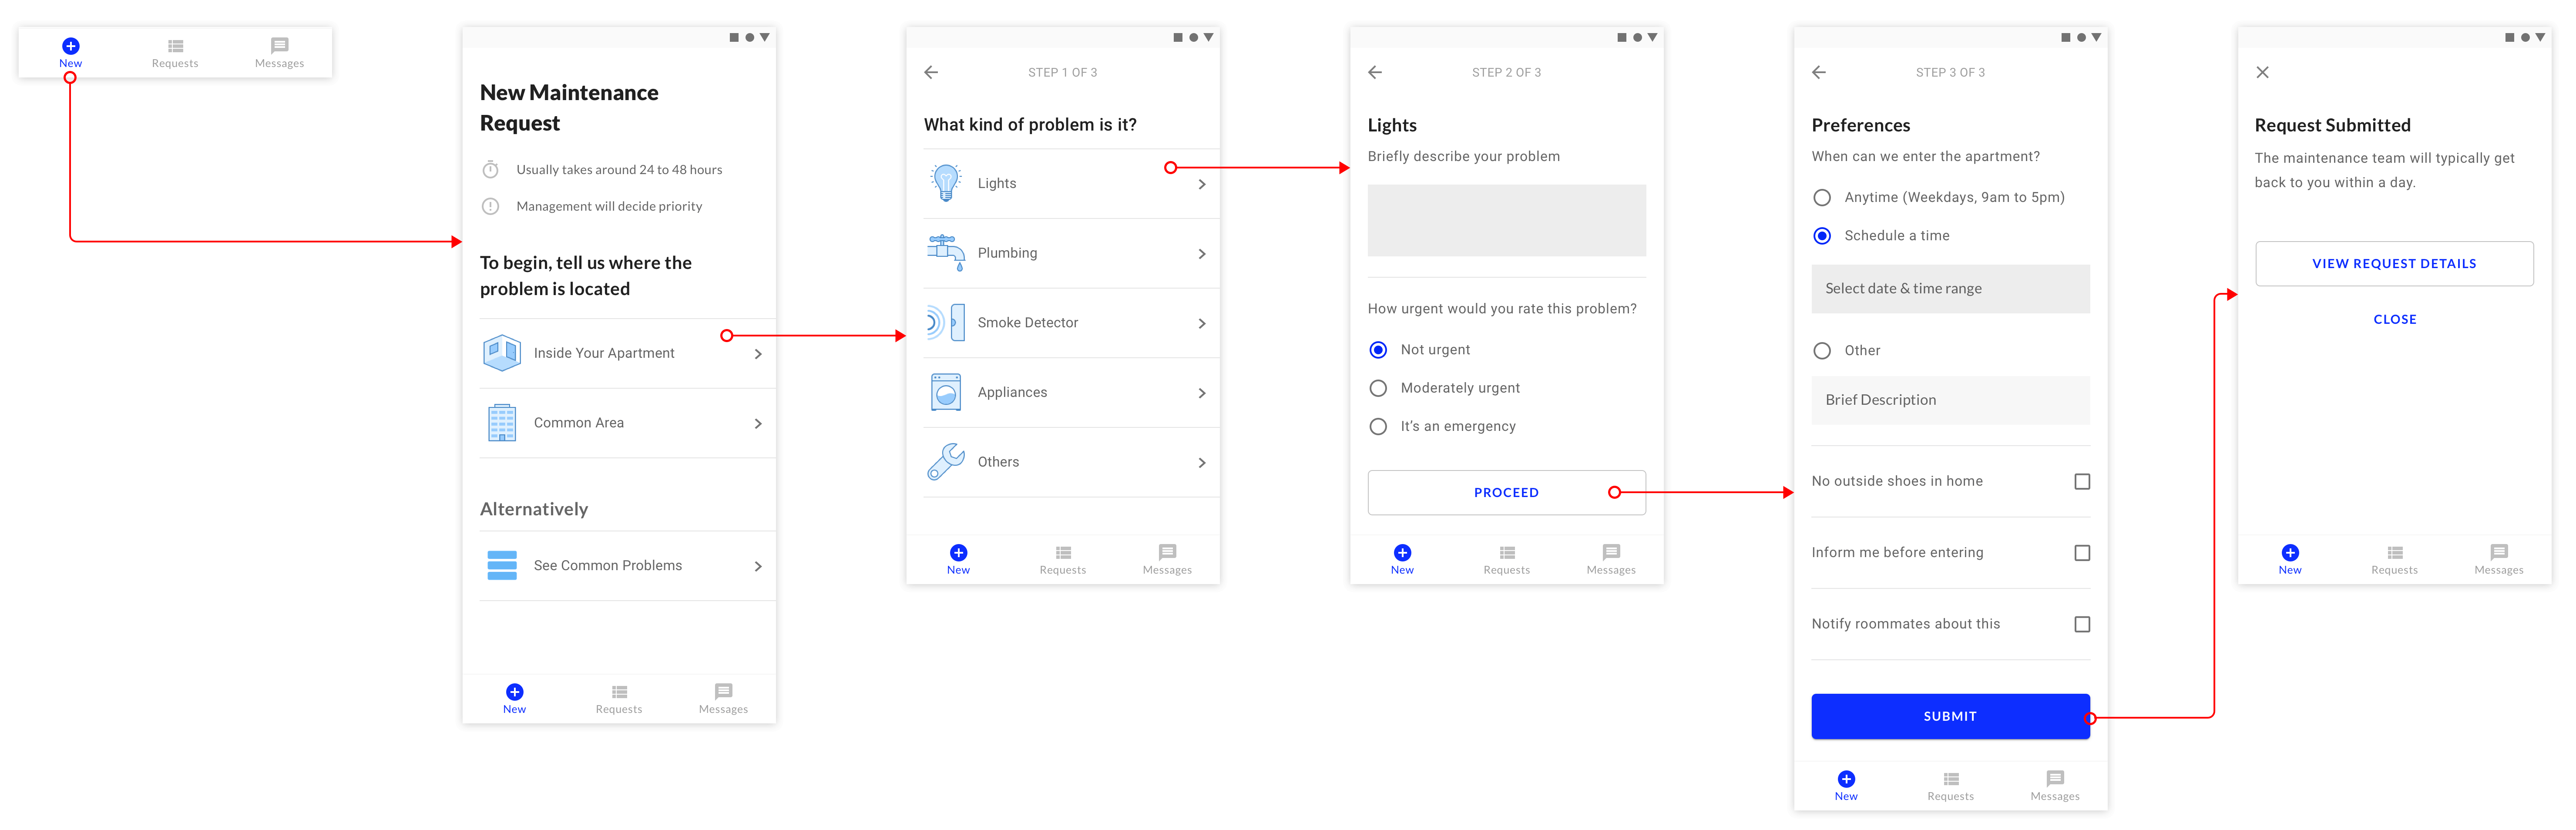 New
Requests
Messages
New Maintenance
Request
Usually takes around 24 to 48 hours
Management will decide priority
To begin, tell us where the
problem is located
Inside Your Apartment
Common Area
Alternatively
See Common Problems
New
Requests
Messages
STEP 1 OF 3
What kind of problem is it?
Lights
Plumbing
Smoke Detector
Appliances
Others
New
Requests
Messages
STEP 2 OF 3
Lights
Briefly describe your problem
How urgent would you rate this problem?
Not urgent
Moderately urgent
It's an emergency
PROCEED
New
Requests
Messages
STEP 3 OF 3
Preferences
When can we enter the apartment?
Anytime (Weekdays, 9am to 5pm)
Schedule a time
Select date & time range
Other
Brief Description
No outside shoes in home
Inform me before entering
Notify roommates about this
SUBMIT
New
Requests
Messages
Request Submitted
The maintenance team will typically get
back to you within a day.
VIEW REQUEST DETAILS
CLOSE
New
Requests
Messages